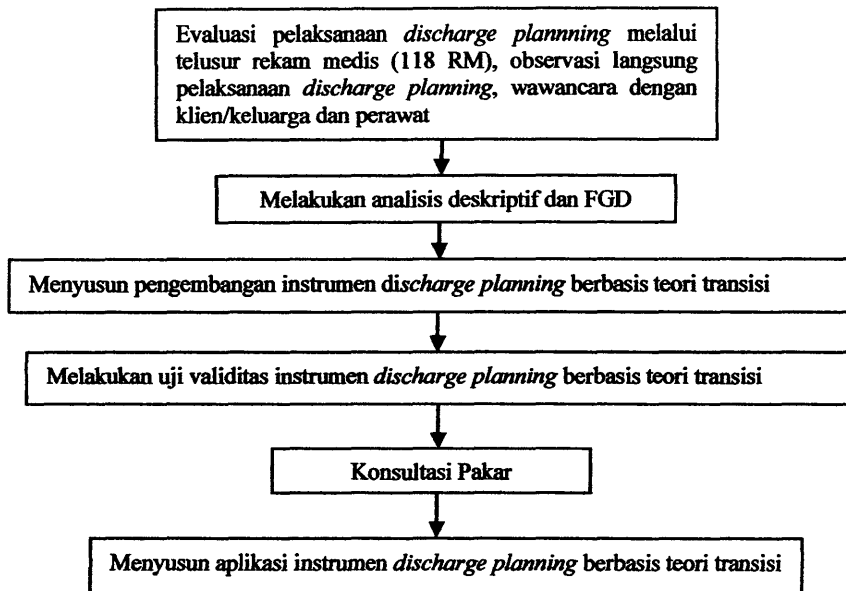 Evaluasi pelaksanaan discharge plannning melalui
telusur rekam medis (118 RM), observasi langsung
pelaksanaan discharge planning, wawancara dengan
klien/keluarga dan perawat
Melakukan analisis deskriptif dan FGD
Menyusun pengembangan instrumen discharge planning berbasis teori transisi
Melakukan uji validitas instrumen discharge planning berbasis teori transisi
Konsultasi Pakar
Menyusun aplikasi instrumen discharge planning berbasis teori transisi